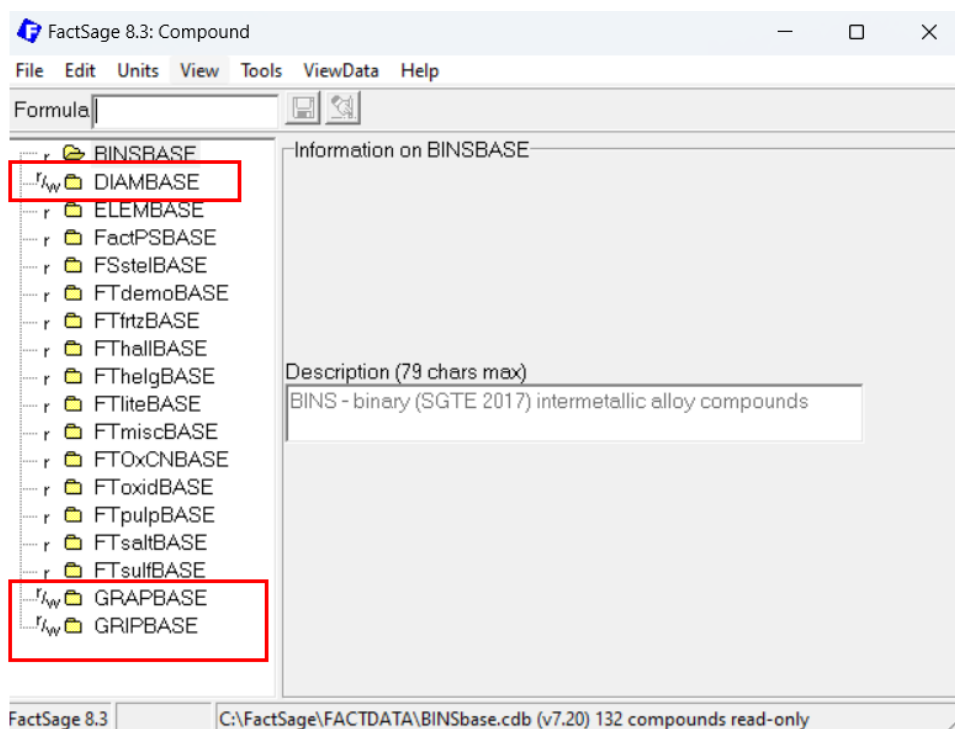 FactSage 8.3: Compound
File Edit Units View Tools ViewData Help
Formula
r BINSBASE
r/w DIAMBASE
r ELEMBASE
r FactPSBASE
r FSstelBASE
r FTdemoBASE
r FTfrtzBASE
r FThallBASE
r FThelgBASE
r FTliteBASE
r FTmiscBASE
r FTOxCNBASE
r FToxidBASE
r FTpulpBASE
r FTsaltBASE
r FTsulfBASE
r/w GRAPBASE
r/w GRIPBASE
Information on BINSBASE
Description (79 chars max)
BINS - binary (SGTE 2017) intermetallic alloy compounds
FactSage 8.3 C:\FactSage\FACTDATA\BINSbase.cdb (v7.20) 132 compounds read-only